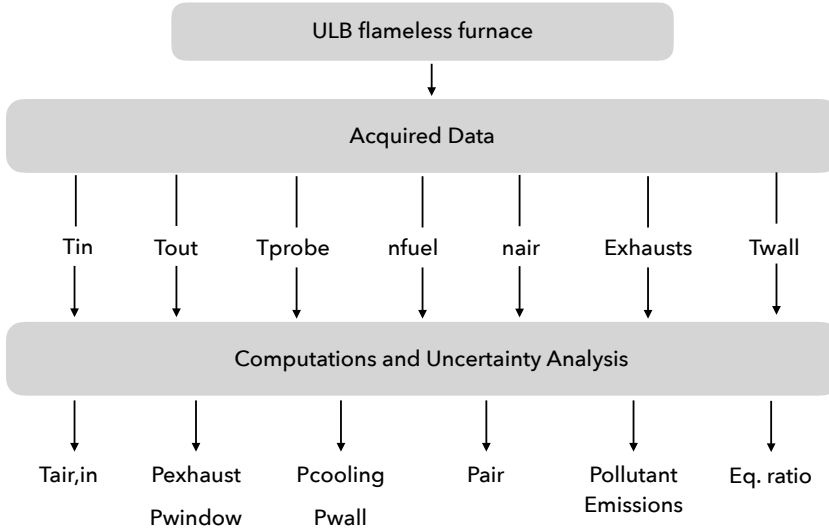 ULB flameless furnace
Acquired Data
Tin Tout Tprobe nfuel nair Exhausts Twall
Computations and Uncertainty Analysis
Tair,in Pexhaust Pcooling Pair Pollutant Eq. ratio
Emissions
Pwindow Pwall